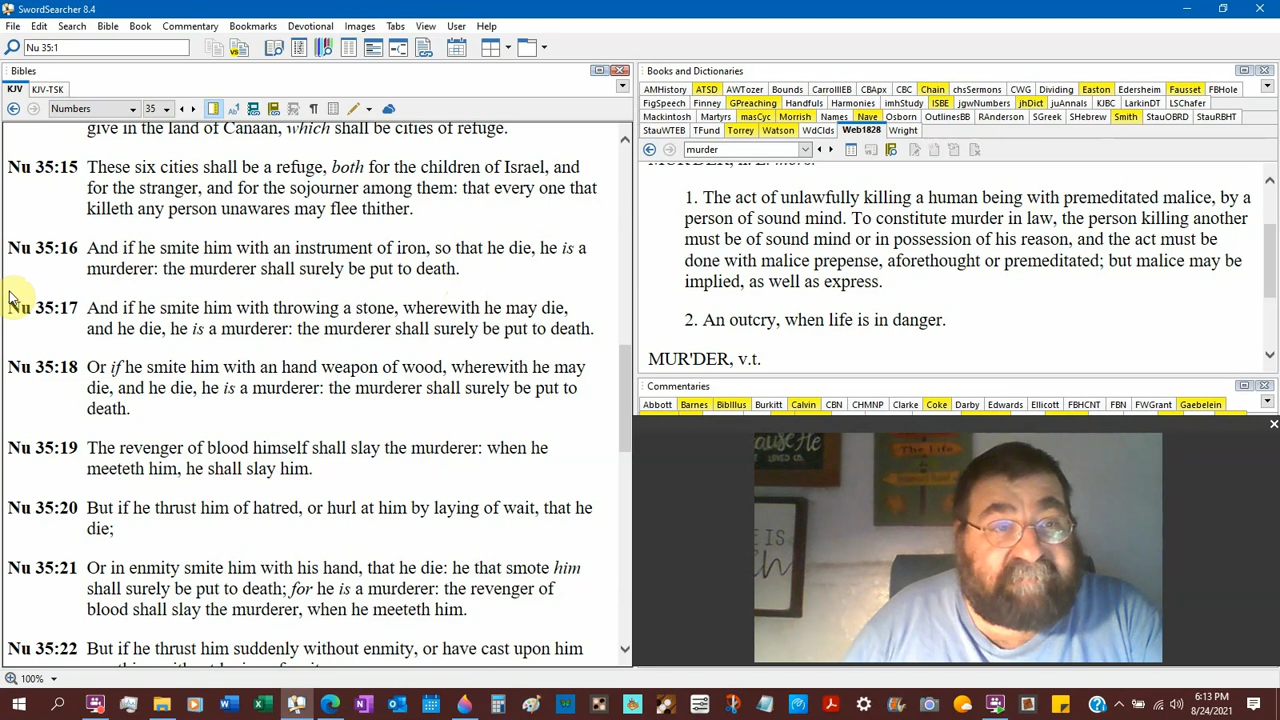 SwordSearcher 8.4
File Edit Search Bible Book Commentary Bookmarks Devotional Images Tabs View User Help
Nu 35:1
Bibles
KJV KJV-TSK
Numbers 35
give in the land of Canaan, which shall be cities of refuge.
Nu 35:15 These six cities shall be a refuge, both for the children of Israel, and
for the stranger, and for the sojourner among them: that every one that
killeth any person unawares may flee thither.
Nu 35:16 And if he smite him with an instrument of iron, so that he die, he is a
murderer: the murderer shall surely be put to death.
Nu 35:17 And if he smite him with throwing a stone, wherewith he may die,
and he die, he is a murderer: the murderer shall surely be put to death.
Nu 35:18 Or if he smite him with an hand weapon of wood, wherewith he may
die, and he die, he is a murderer: the murderer shall surely be put to
death.
Nu 35:19 The revenger of blood himself shall slay the murderer: when he
meeteth him, he shall slay him.
Nu 35:20 But if he thrust him of hatred, or hurl at him by laying of wait, that he
die;
Nu 35:21 Or in enmity smite him with his hand, that he die: he that smote him
shall surely be put to death; for he is a murderer: the revenger of
blood shall slay the murderer, when he meeteth him.
Nu 35:22 But if he thrust him suddenly without enmity, or have cast upon him
100%
Books and Dictionaries
AMHistory ATSD AWTozer Bounds CarrollIEB CBApx Chain chsSermons CWG Dividing Easton Edersheim Fausset FBHole
FigSpeech Finney GPreaching Handfuls Harmonies imhStudy ISBE jgwNumbers jhDict juAnnals KJBC LarkinDT LSChafer
Mackintosh Martyrs masCyc Morrish Names Nave Osborn OutlinesBB RAnderson SGreek SHebrew Smith StauOBRD StauRBHT
StauWTEB TFund Torrey Watson WdClds Web1828 Wright
murder
1. The act of unlawfully killing a human being with premeditated malice, by a
person of sound mind. To constitute murder in law, the person killing another
must be of sound mind or in possession of his reason, and the act must be
done with malice prepense, aforethought or premeditated; but malice may be
implied, as well as express.
2. An outcry, when life is in danger.
MUR'DER, v.t.
Commentaries
Abbott Barnes BibIllus Burkitt Calvin CBN CHMNP Clarke Coke Darby Edwards Ellicott FBHCNT FBN FWGrant Gaebelein
6:13 PM
8/24/2021